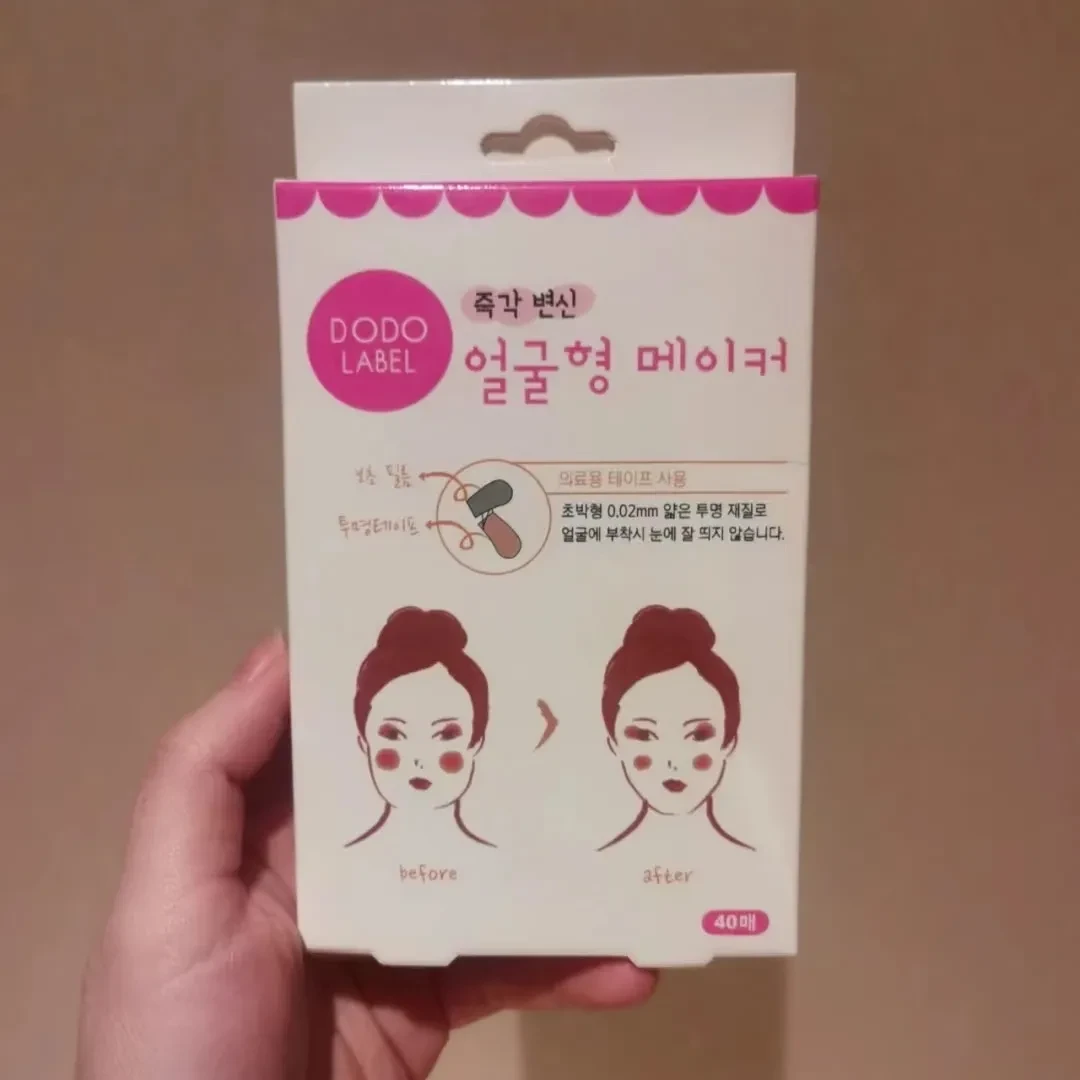 DODO
LABEL
즉각 변신
얼굴형 메이커
보호 필름
투명테이프
의료용 테이프 사용
초박형 0.02mm 얇은 투명 재질로
얼굴에 부착시 눈에 잘 띄지 않습니다.
before
after
40매